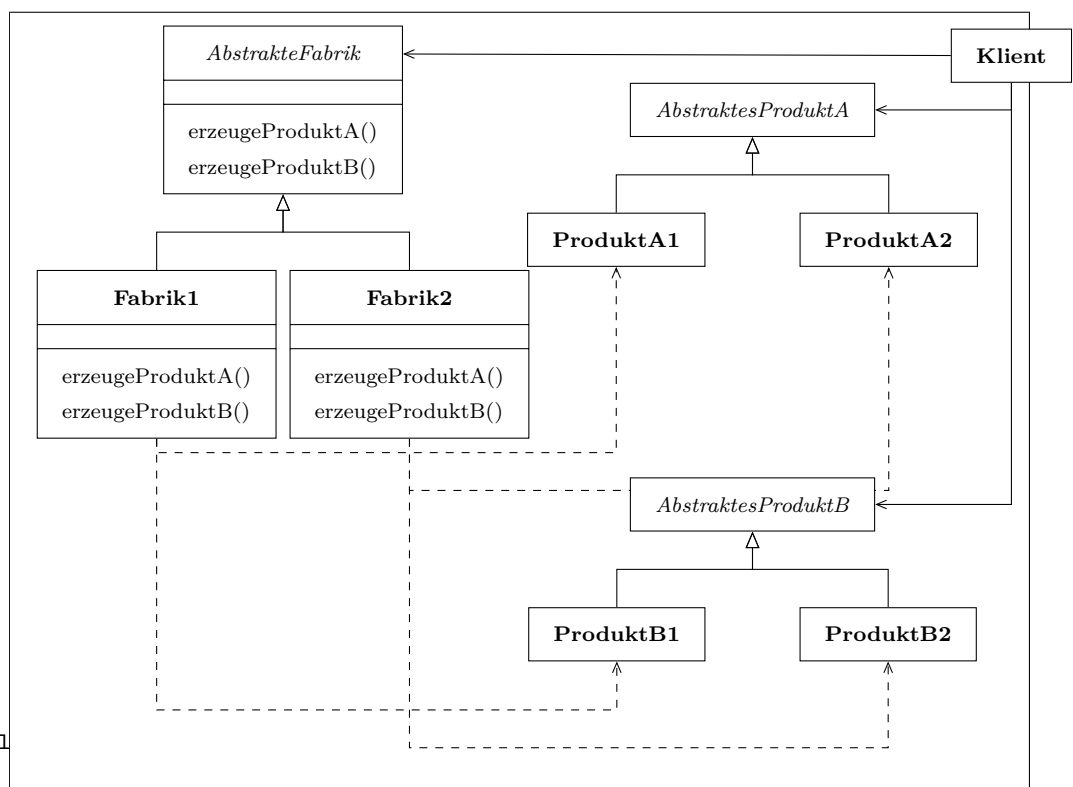 AbstrakteFabrik
Klient
AbstraktesProduktA
erzeugeProduktA()
erzeugeProduktB()
ProduktA1
ProduktA2
Fabrik1
Fabrik2
erzeugeProduktA()
erzeugeProduktB()
erzeugeProduktA()
erzeugeProduktB()
AbstraktesProduktB
ProduktB1
ProduktB2